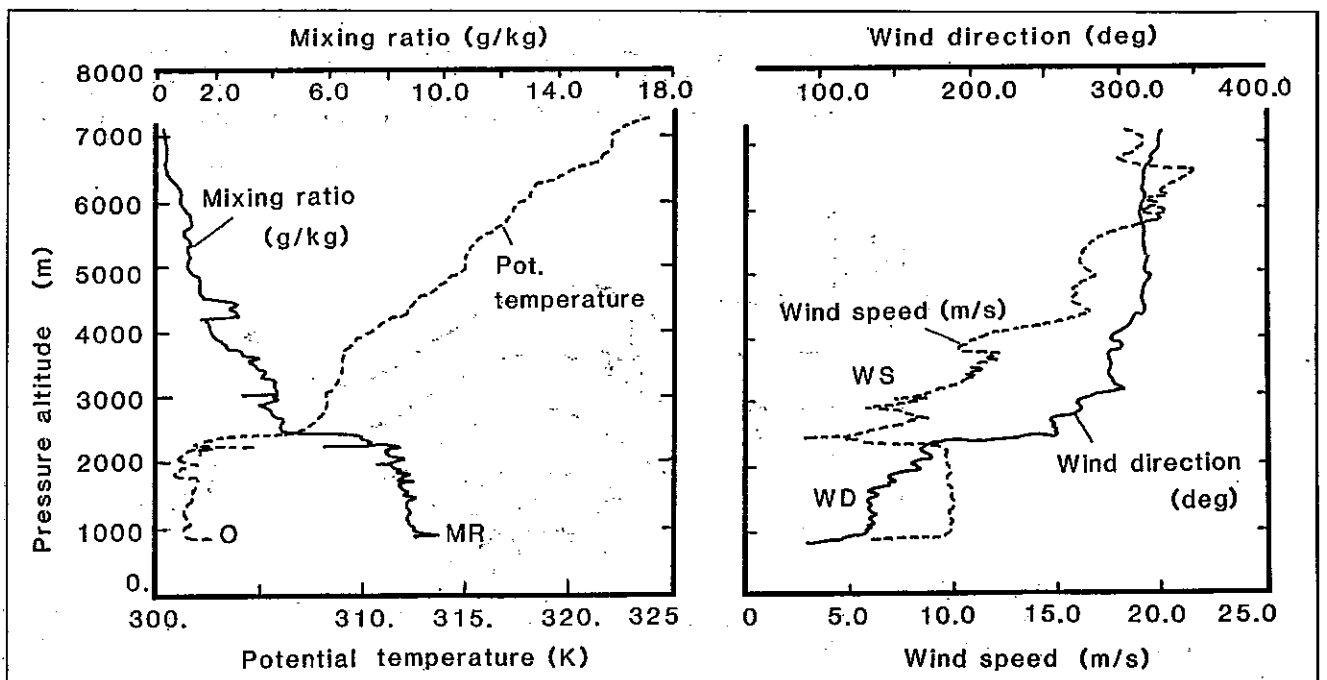 Mixing ratio (g/kg)
8000
0 2.0 6.0 10.0 14.0 18.0
7000
6000
5000
4000
3000
2000
1000
0.
Pressure altitude (m)
Mixing ratio
(g/kg)
Pot.
temperature
O
MR
300. 310. 315. 320. 325
Potential temperature (K)
Wind direction (deg)
100.0 200.0 300.0 400.0
Wind speed (m/s)
WS
WD
Wind direction
(deg)
0 5.0 10.0 15.0 20.0 25.0
Wind speed (m/s)